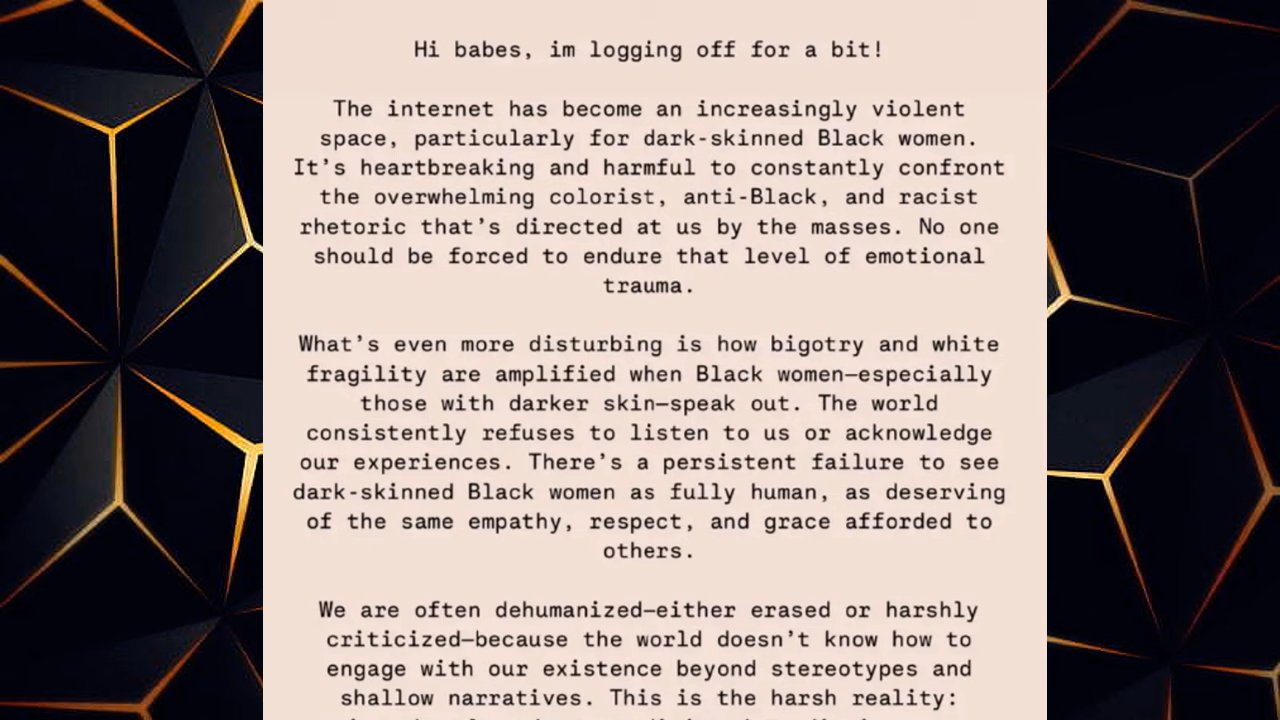 Hi babes, im logging off for a bit!
The internet has become an increasingly violent
space, particularly for dark-skinned Black women.
It's heartbreaking and harmful to constantly confront
the overwhelming colorist, anti-Black, and racist
rhetoric that's directed at us by the masses. No one
should be forced to endure that level of emotional
trauma.
What's even more disturbing is how bigotry and white
fragility are amplified when Black women—especially
those with darker skin—speak out. The world
consistently refuses to listen to us or acknowledge
our experiences. There's a persistent failure to see
dark-skinned Black women as fully human, as deserving
of the same empathy, respect, and grace afforded to
others.
We are often dehumanized—either erased or harshly
criticized—because the world doesn't know how to
engage with our existence beyond stereotypes and
shallow narratives. This is the harsh reality: